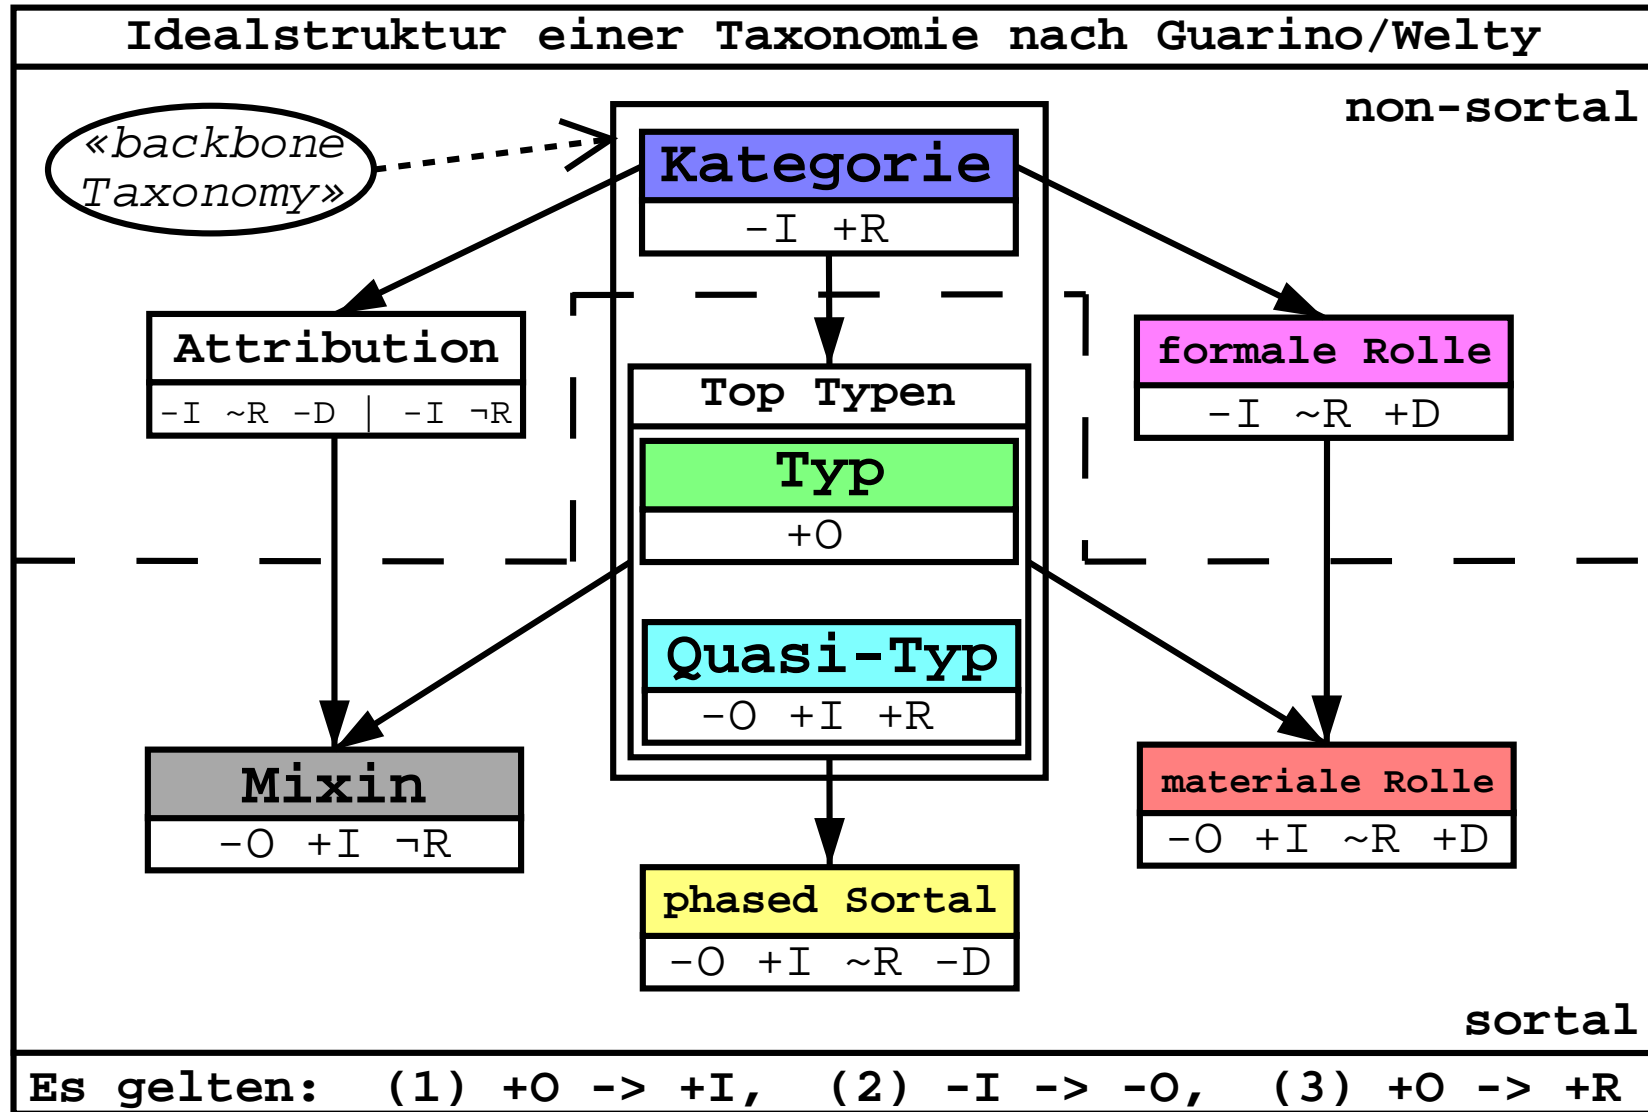 Idealstruktur einer Taxonomie nach Guarino/Welty
non-sortal
«backbone
Taxonomy»
Kategorie
-I +R
Attribution
-I ~R -D | -I ¬R
formale Rolle
-I ~R +D
Top Typen
Typ
+O
Quasi-Typ
-O +I +R
Mixin
-O +I ¬R
materiale Rolle
-O +I ~R +D
phased Sortal
-O +I ~R -D
sortal
Es gelten: (1) +O -> +I, (2) -I -> -O, (3) +O -> +R